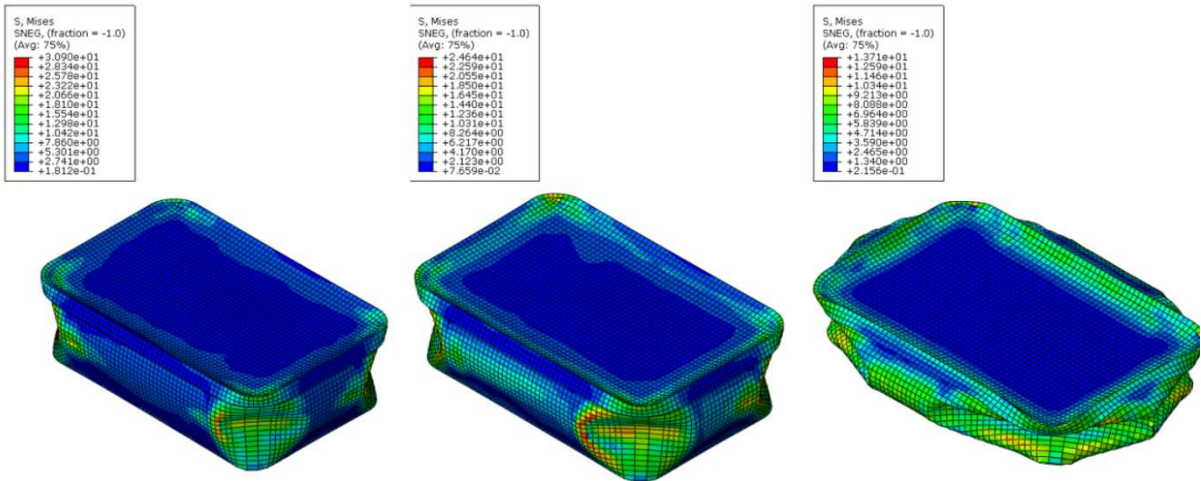 S, Mises
SNEG, (fraction = -1.0)
(Avg: 75%)
+3.090e+01
+2.834e+01
+2.578e+01
+2.322e+01
+2.066e+01
+1.810e+01
+1.554e+01
+1.298e+01
+1.042e+01
+7.860e+00
+5.301e+00
+2.741e+00
+1.812e-01
S, Mises
SNEG, (fraction = -1.0)
(Avg: 75%)
+2.464e+01
+2.259e+01
+2.055e+01
+1.850e+01
+1.645e+01
+1.440e+01
+1.236e+01
+1.031e+01
+8.264e+00
+6.217e+00
+4.170e+00
+2.123e+00
+7.659e-02
S, Mises
SNEG, (fraction = -1.0)
(Avg: 75%)
+1.371e+01
+1.259e+01
+1.146e+01
+1.034e+01
+9.213e+00
+8.088e+00
+6.964e+00
+5.839e+00
+4.714e+00
+3.590e+00
+2.465e+00
+1.340e+00
+2.156e-01